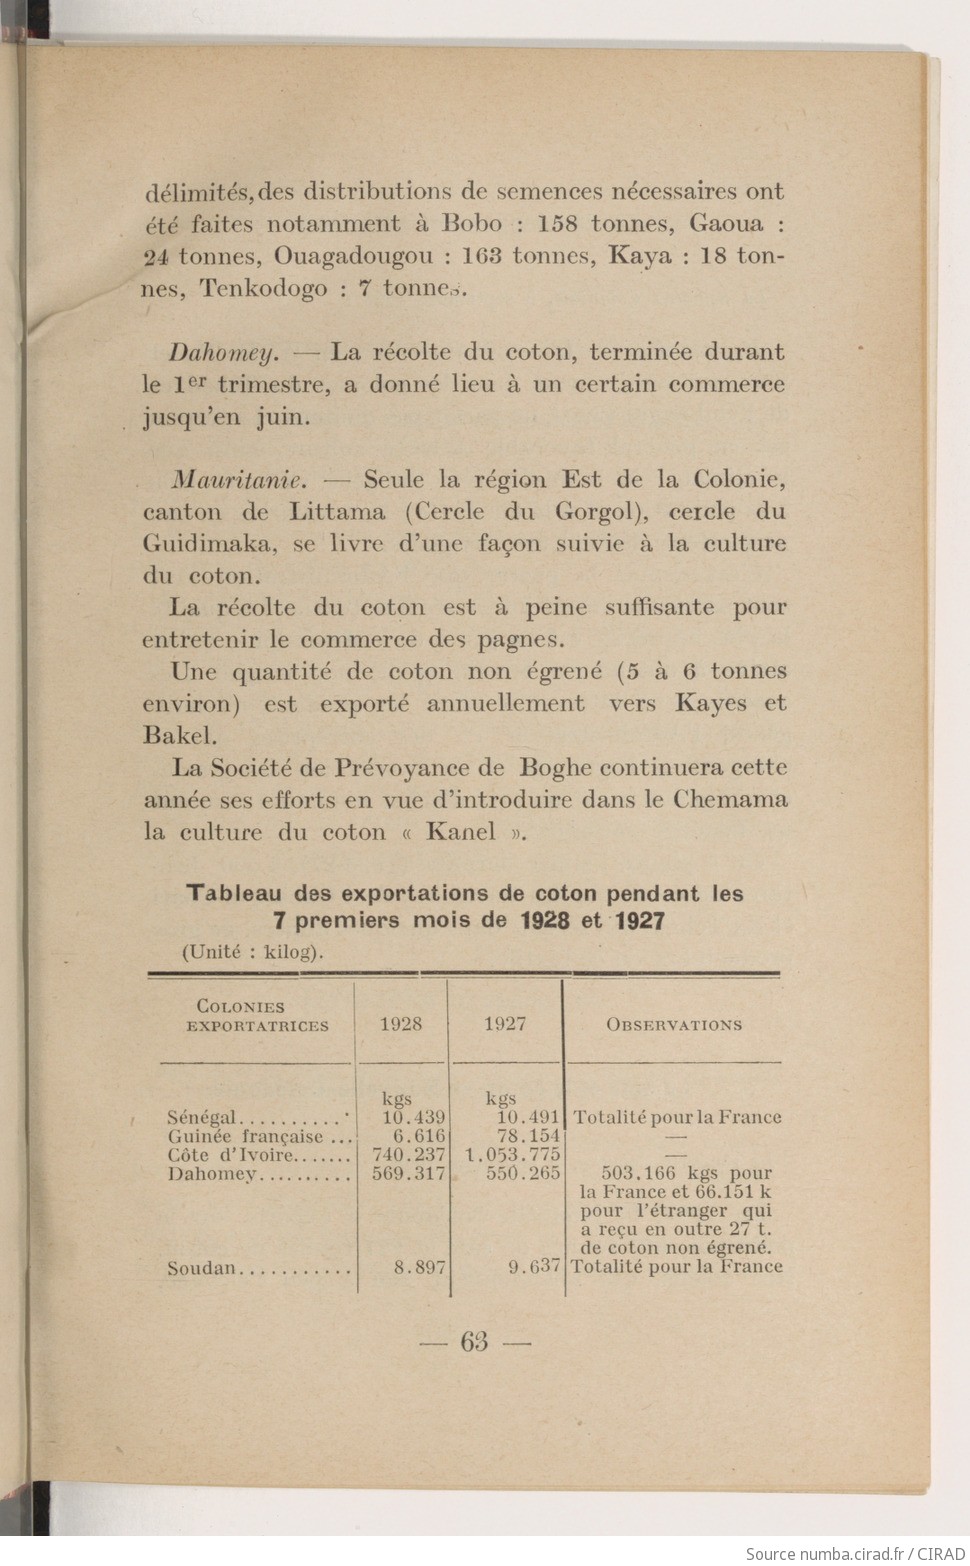 délimités, des distributions de semences nécessaires ont
été faites notamment à Bobo : 158 tonnes, Gaoua :
24 tonnes, Ouagadougou : 163 tonnes, Kaya : 18 ton-
nes, Tenkodogo : 7 tonnes.
Dahomey. — La récolte du coton, terminée durant
le 1er trimestre, a donné lieu à un certain commerce
jusqu'en juin.
Mauritanie. — Seule la région Est de la Colonie,
canton de Littama (Cercle du Gorgol), cercle du
Guidimaka, se livre d'une façon suivie à la culture
du coton.
La récolte du coton est à peine suffisante pour
entretenir le commerce des pagnes.
Une quantité de coton non égrené (5 à 6 tonnes
environ) est exporté annuellement vers Kayes et
Bakel.
La Société de Prévoyance de Boghe continuera cette
année ses efforts en vue d'introduire dans le Chemama
la culture du coton « Kanel ».
Tableau des exportations de coton pendant les
7 premiers mois de 1928 et 1927
(Unité : kilog).
COLONIES
EXPORTATRICES 1928 1927 OBSERVATIONS
kgs kgs
Sénégal.......... 10.439 10.491 Totalité pour la France
Guinée française ... 6.616 78.154 —
Côte d'Ivoire....... 740.237 1.053.775 —
Dahomey.......... 569.317 550.265 503.166 kgs pour
la France et 66.151 k
pour l'étranger qui
a reçu en outre 27 t.
de coton non égrené.
Soudan........... 8.897 9.637 Totalité pour la France
— 63 —
Source numba.cirad.fr / CIRAD